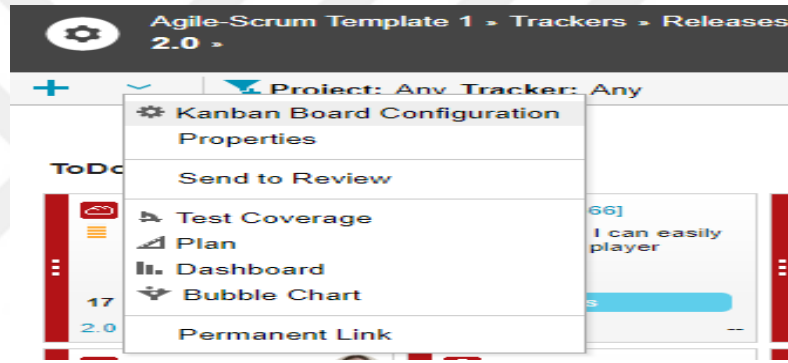 Agile-Scrum Template 1 » Trackers » Releases
2.0 »
Project: Any Tracker: Any
Kanban Board Configuration
Properties
ToDo
Send to Review
66]
Test Coverage
I can easily
Plan
player
Dashboard
Bubble Chart
17
s
2.0
--
Permanent Link